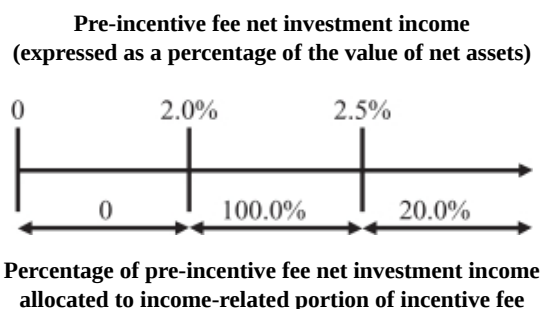 Pre-incentive fee net investment income
(expressed as a percentage of the value of net assets)
0 2.0% 2.5%
0 100.0% 20.0%
Percentage of pre-incentive fee net investment income
allocated to income-related portion of incentive fee